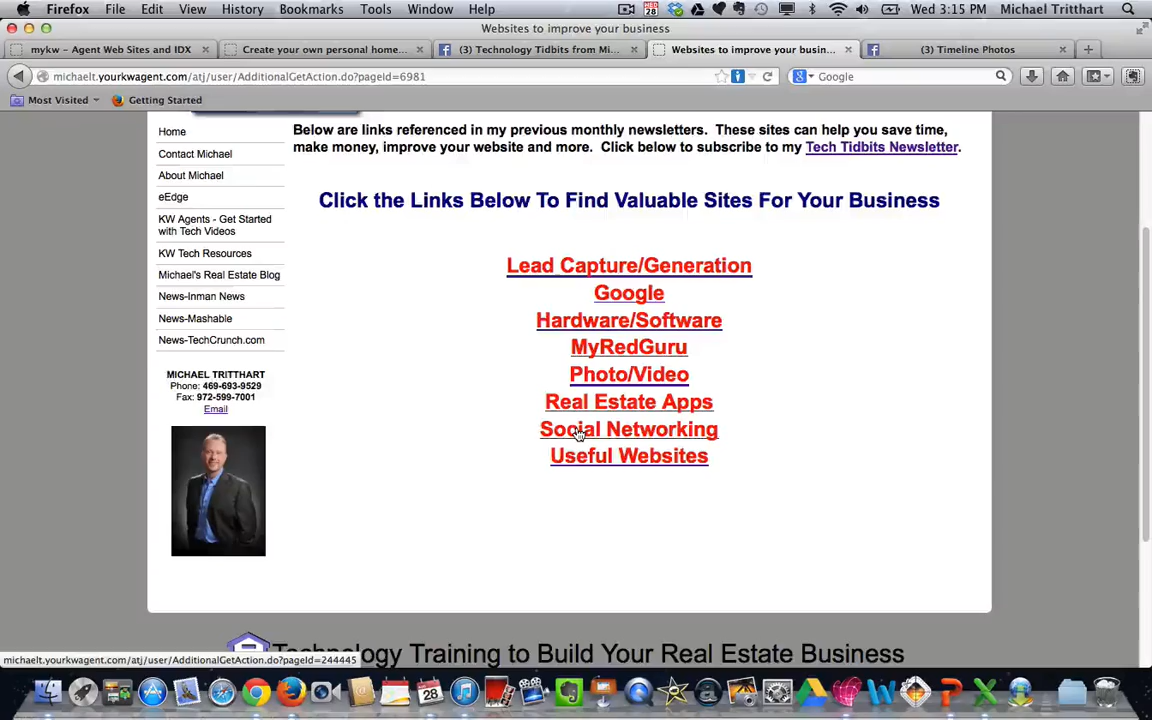 Firefox File Edit View History Bookmarks Tools Window Help
WED 28
Wed 3:15 PM Michael Tritthart
Websites to improve your business
mykw – Agent Web Sites and IDX
Create your own personal home...
(3) Technology Tidbits from Mi...
Websites to improve your busin...
(3) Timeline Photos
michaelt.yourkwagent.com/atj/user/AdditionalGetAction.do?pageId=6981
Google
Most Visited Getting Started
Home
Contact Michael
About Michael
eEdge
KW Agents - Get Started
with Tech Videos
KW Tech Resources
Michael's Real Estate Blog
News-Inman News
News-Mashable
News-TechCrunch.com
MICHAEL TRITTHART
Phone: 469-693-9529
Fax: 972-599-7001
Email
Below are links referenced in my previous monthly newsletters. These sites can help you save time,
make money, improve your website and more. Click below to subscribe to my Tech Tidbits Newsletter.
Click the Links Below To Find Valuable Sites For Your Business
Lead Capture/Generation
Google
Hardware/Software
MyRedGuru
Photo/Video
Real Estate Apps
Social Networking
Useful Websites
Technology Training to Build Your Real Estate Business
michaelt.yourkwagent.com/atj/user/AdditionalGetAction.do?pageId=244445
28